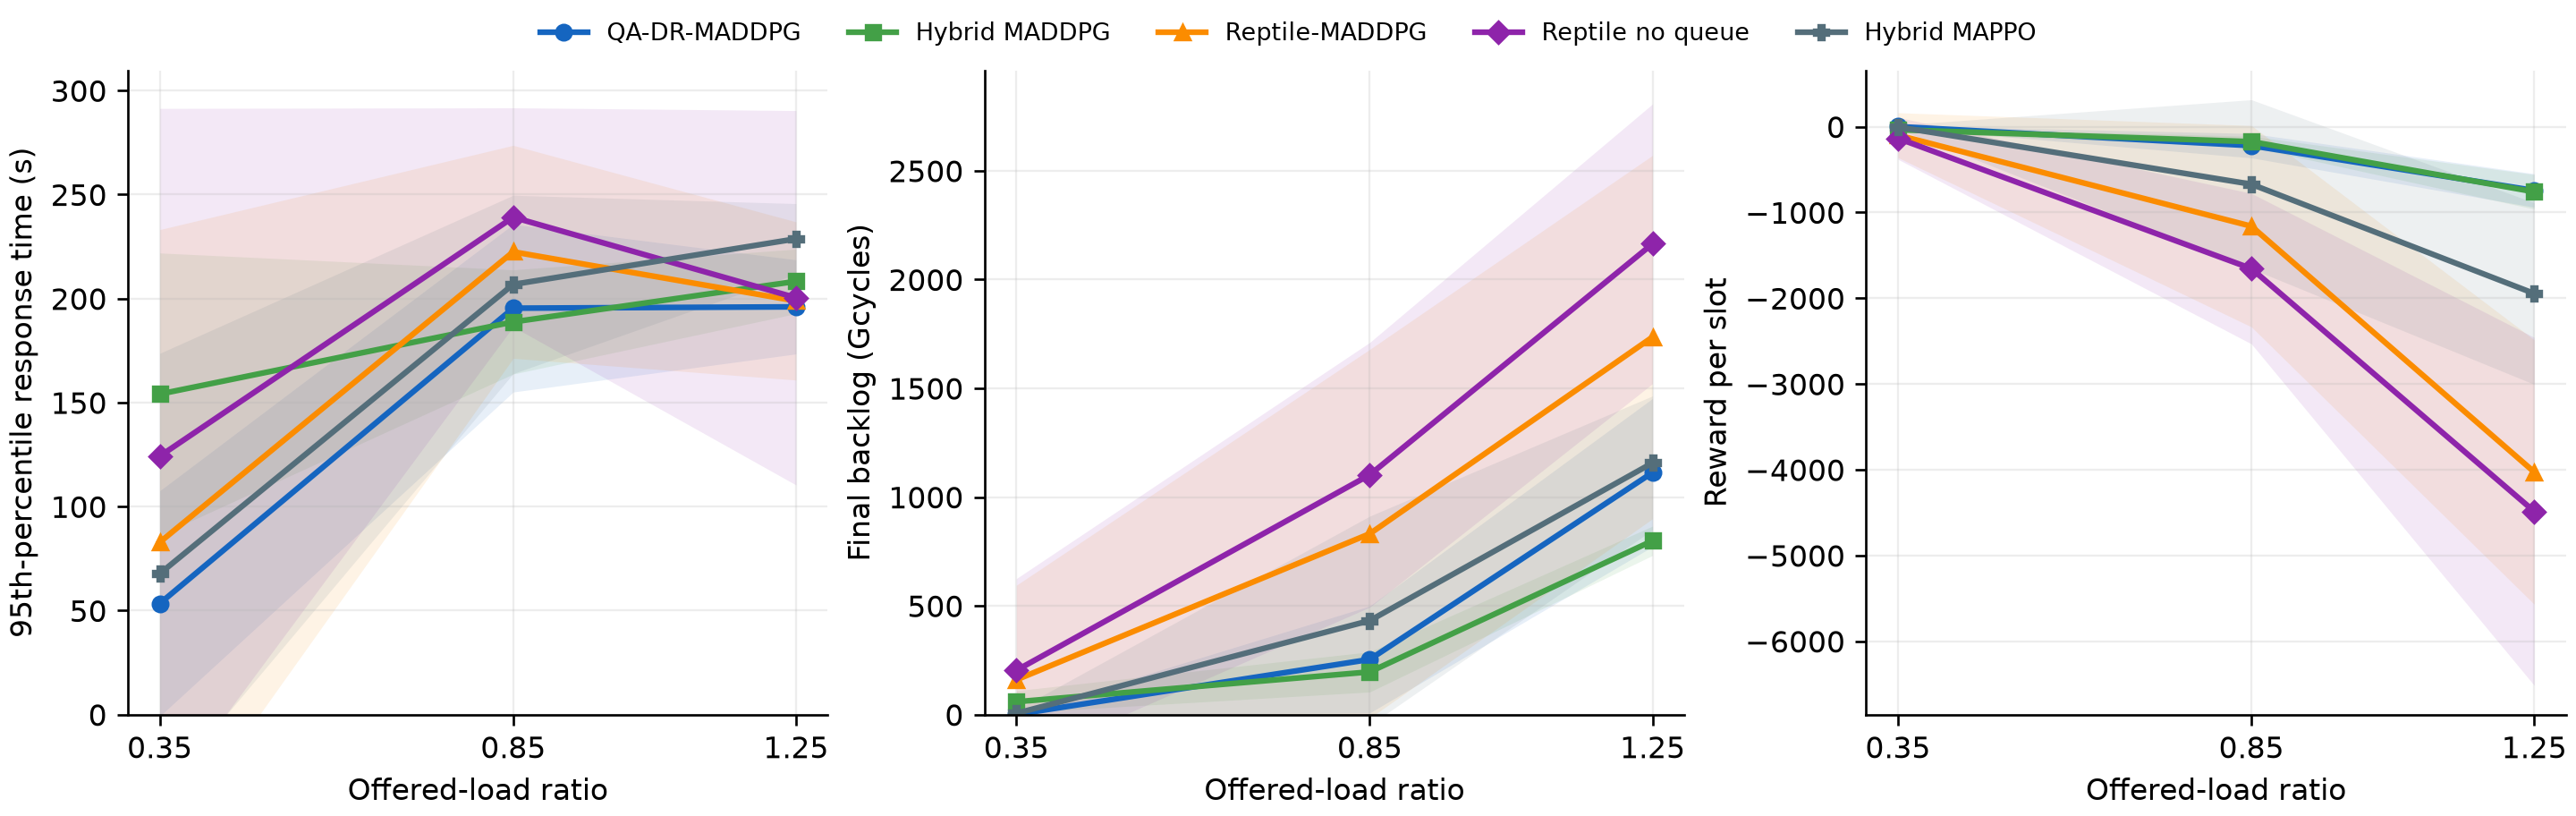 QA-DR-MADDPG Hybrid MADDPG Reptile-MADDPG Reptile no queue Hybrid MAPPO
95th-percentile response time (s)
300
250
200
150
100
50
0
0.35 0.85 1.25
Offered-load ratio
Final backlog (Gcycles)
2500
2000
1500
1000
500
0
0.35 0.85 1.25
Offered-load ratio
Reward per slot
0
−1000
−2000
−3000
−4000
−5000
−6000
0.35 0.85 1.25
Offered-load ratio